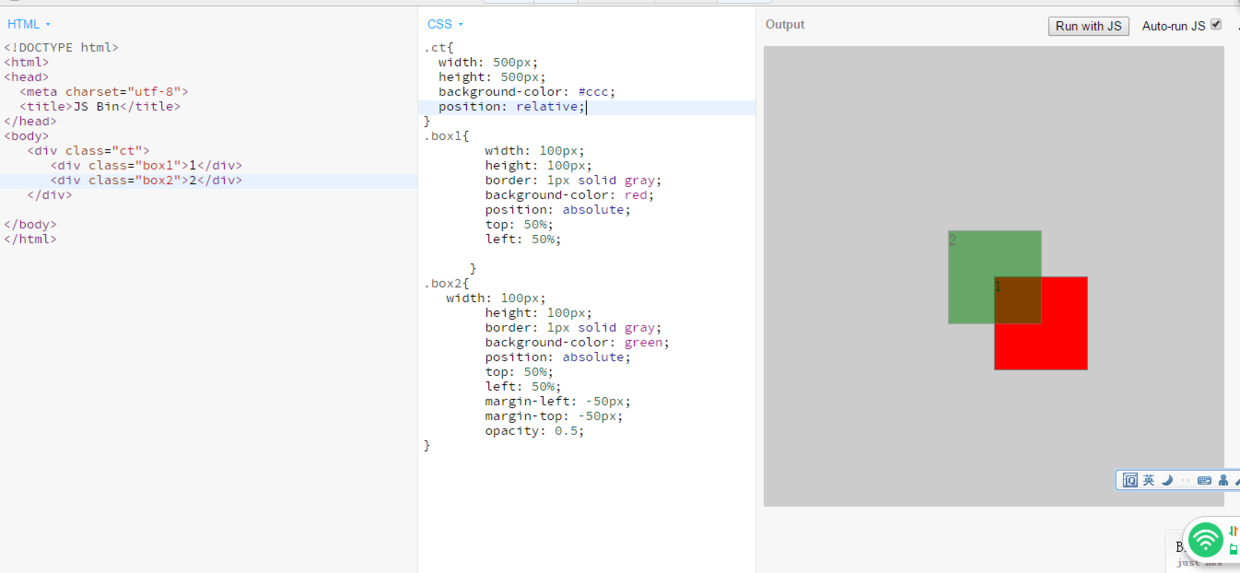 HTML
<!DOCTYPE html>
<html>
<head>
<meta charset="utf-8">
<title>JS Bin</title>
</head>
<body>
<div class="ct">
<div class="box1">1</div>
<div class="box2">2</div>
</div>
</body>
</html>
CSS
.ct{
width: 500px;
height: 500px;
background-color: #ccc;
position: relative;
}
.box1{
width: 100px;
height: 100px;
border: 1px solid gray;
background-color: red;
position: absolute;
top: 50%;
left: 50%;
}
.box2{
width: 100px;
height: 100px;
border: 1px solid gray;
background-color: green;
position: absolute;
top: 50%;
left: 50%;
margin-left: -50px;
margin-top: -50px;
opacity: 0.5;
}
Output Run with JS Auto-run JS
2
1
英
just now